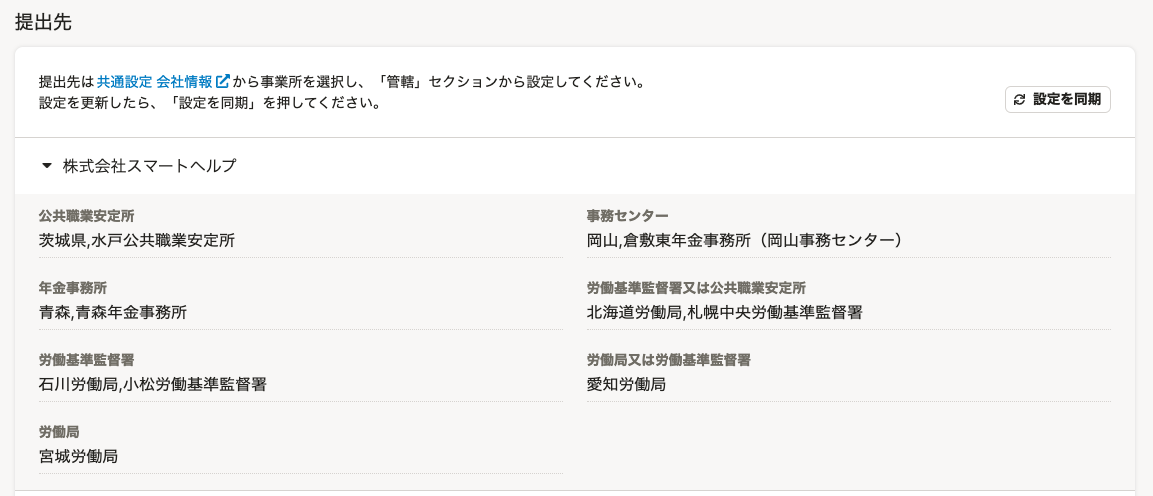 提出先
提出先は共通設定 会社情報から事業所を選択し、「管轄」セクションから設定してください。
設定を更新したら、「設定を同期」を押してください。
設定を同期
株式会社スマートヘルプ
公共職業安定所
茨城県,水戸公共職業安定所
事務センター
岡山,倉敷東年金事務所（岡山事務センター）
年金事務所
青森,青森年金事務所
労働基準監督署又は公共職業安定所
北海道労働局,札幌中央労働基準監督署
労働基準監督署
石川労働局,小松労働基準監督署
労働局又は労働基準監督署
愛知労働局
労働局
宮城労働局